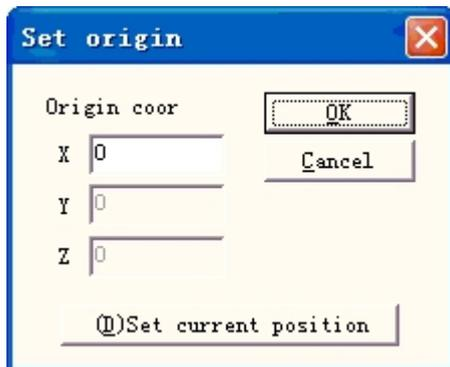 Set origin
Origin coor
OK
X 0
Cancel
Y 0
Z 0
(D)Set current position